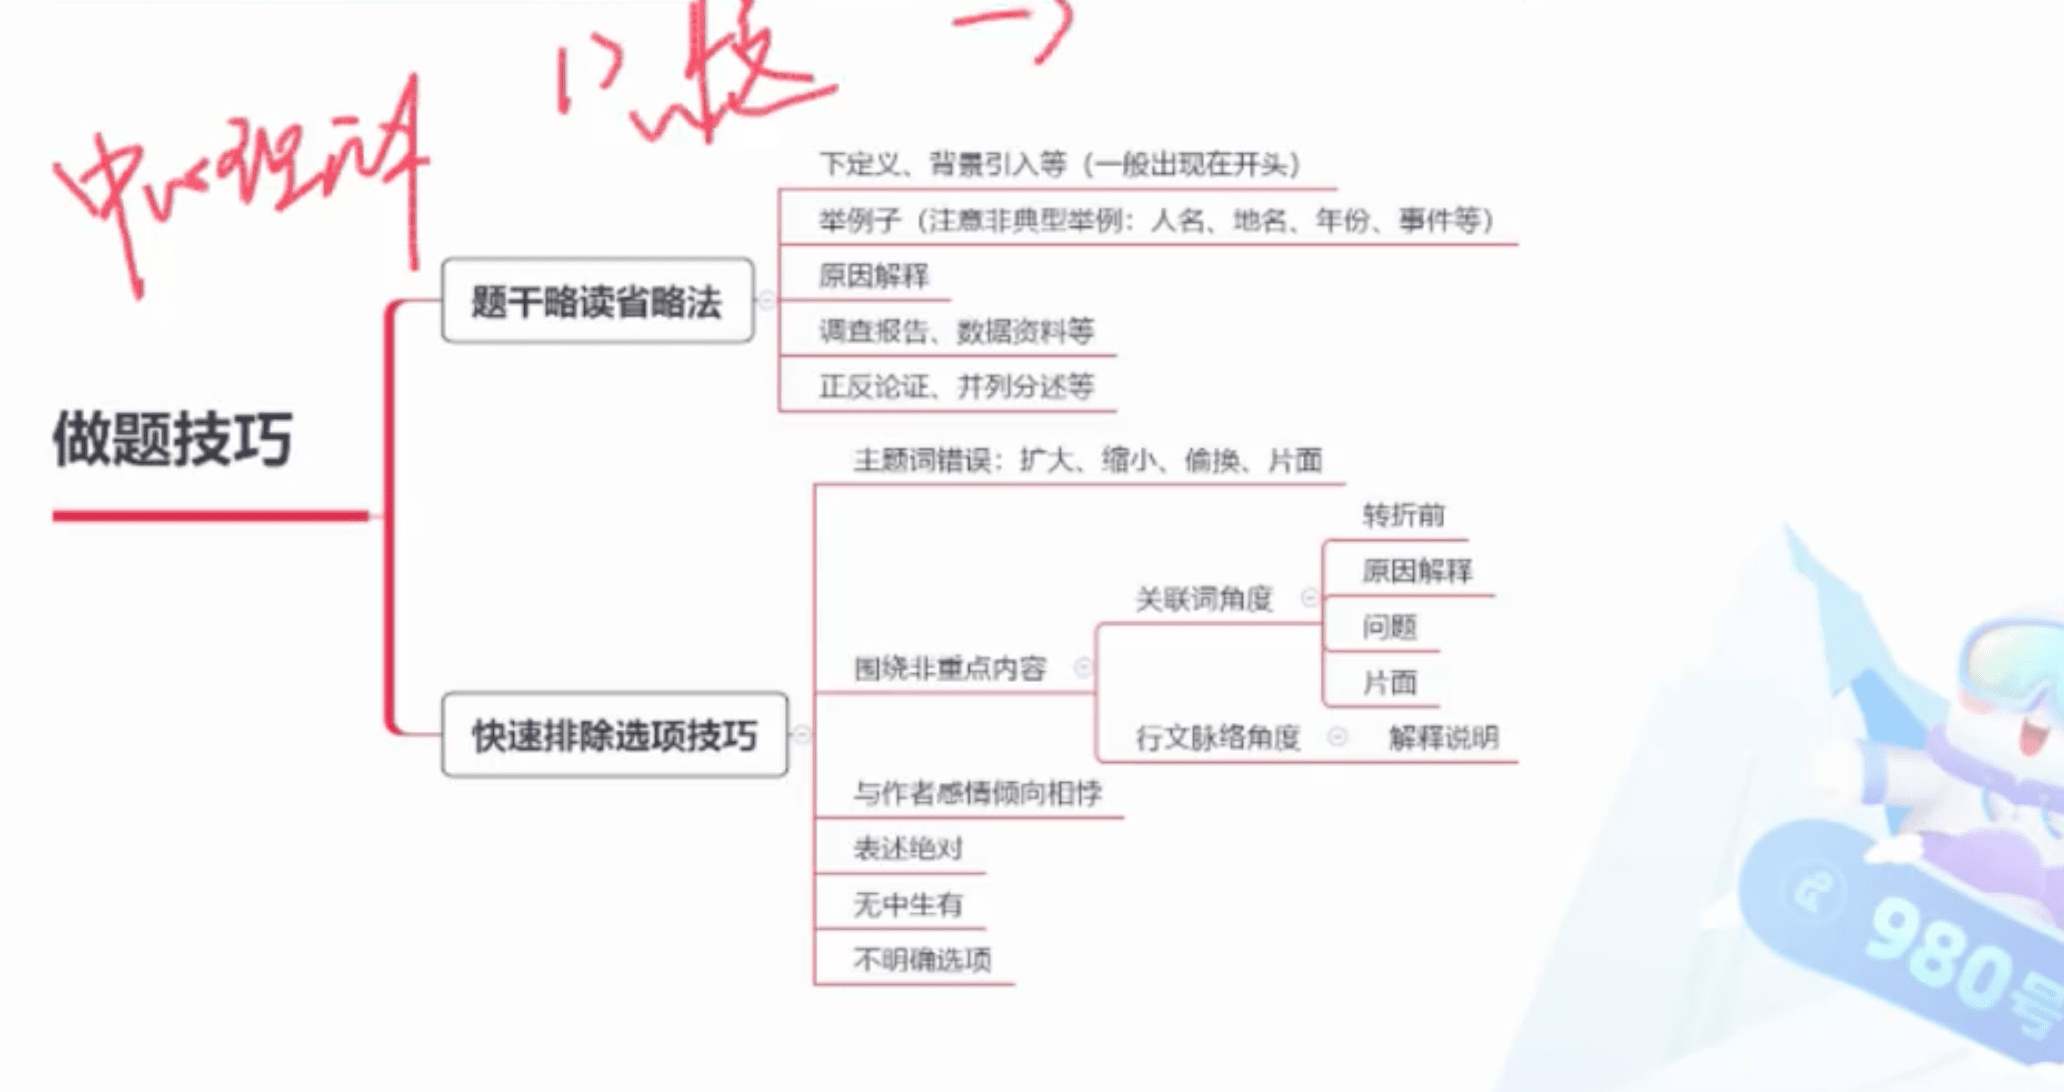 中心理解
1)
下定义、背景引入等（一般出现在开头）
举例子（注意非典型举例：人名、地名、年份、事件等）
题干略读省略法
原因解释
调查报告、数据资料等
正反论证、并列分述等
做题技巧
主题词错误：扩大、缩小、偷换、片面
转折前
关联词角度
原因解释
问题
围绕非重点内容
片面
快速排除选项技巧
行文脉络角度
解释说明
与作者感情倾向相悖
表述绝对
无中生有
不明确选项
980号